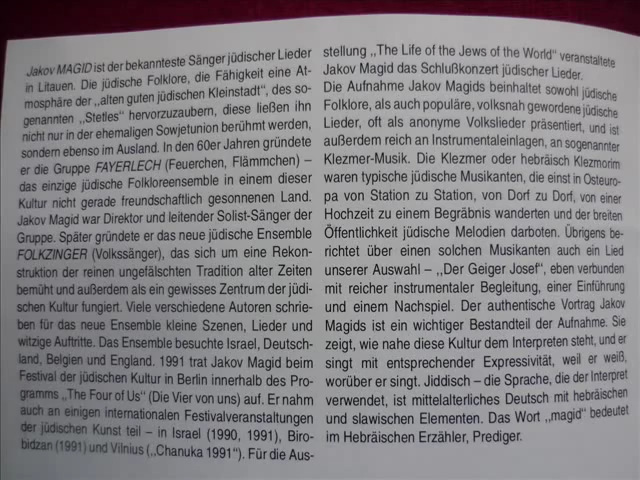 Jakov MAGID ist der bekannteste Sänger jüdischer Lieder
in Litauen. Die jüdische Folklore, die Fähigkeit eine At-
mosphäre der „alten guten jüdischen Kleinstadt", des so-
genannten „Stetles" hervorzuzaubern, diese ließen ihn
nicht nur in der ehemaligen Sowjetunion berühmt werden,
sondern ebenso im Ausland. In den 60er Jahren gründete
er die Gruppe FAYERLECH (Feuerchen, Flämmchen) –
das einzige jüdische Folkloreensemble in einem dieser
Kultur nicht gerade freundschaftlich gesonnenen Land.
Jakov Magid war Direktor und leitender Solist-Sänger der
Gruppe. Später gründete er das neue jüdische Ensemble
FOLKZINGER (Volkssänger), das sich um eine Rekon-
struktion der reinen ungefälschten Tradition alter Zeiten
bemüht und außerdem als ein gewisses Zentrum der jüdi-
schen Kultur fungiert. Viele verschiedene Autoren schrie-
ben für das neue Ensemble kleine Szenen, Lieder und
witzige Auftritte. Das Ensemble besuchte Israel, Deutsch-
land, Belgien und England. 1991 trat Jakov Magid beim
Festival der jüdischen Kultur in Berlin innerhalb des Pro-
gramms „The Four of Us" (Die Vier von uns) auf. Er nahm
auch an einigen internationalen Festivalveranstaltungen
der jüdischen Kunst teil – in Israel (1990, 1991), Biro-
bidzan (1991) und Vilnius („Chanuka 1991"). Für die Aus-
stellung „The Life of the Jews of the World" veranstaltete
Jakov Magid das Schlußkonzert jüdischer Lieder.
Die Aufnahme Jakov Magids beinhaltet sowohl jüdische
Folklore, als auch populäre, volksnah gewordene jüdische
Lieder, oft als anonyme Volkslieder präsentiert, und ist
außerdem reich an Instrumentaleinlagen, an sogenannter
Klezmer-Musik. Die Klezmer oder hebräisch Klezmorim
waren typische jüdische Musikanten, die einst in Osteuro-
pa von Station zu Station, von Dorf zu Dorf, von einer
Hochzeit zu einem Begräbnis wanderten und der breiten
Öffentlichkeit jüdische Melodien darboten. Übrigens be-
richtet über einen solchen Musikanten auch ein Lied
unserer Auswahl – „Der Geiger Josef", eben verbunden
mit reicher instrumentaler Begleitung, einer Einführung
und einem Nachspiel. Der authentische Vortrag Jakov
Magids ist ein wichtiger Bestandteil der Aufnahme. Sie
zeigt, wie nahe diese Kultur dem Interpreten steht, und er
singt mit entsprechender Expressivität, weil er weiß,
worüber er singt. Jiddisch – die Sprache, die der Interpret
verwendet, ist mittelalterliches Deutsch mit hebräischen
und slawischen Elementen. Das Wort „magid" bedeutet
im Hebräischen Erzähler, Prediger.